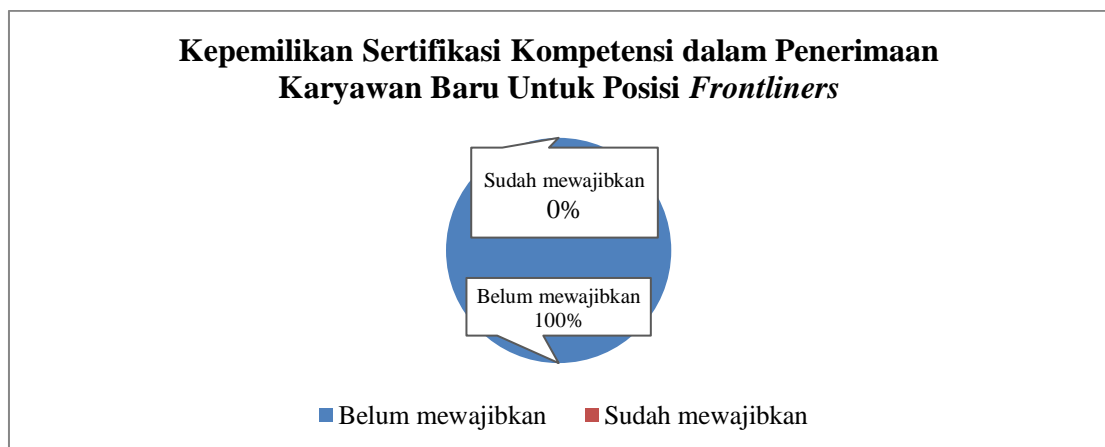 Kepemilikan Sertifikasi Kompetensi dalam Penerimaan
Karyawan Baru Untuk Posisi Frontliners
Sudah mewajibkan
0%
Belum mewajibkan
100%
Belum mewajibkan Sudah mewajibkan